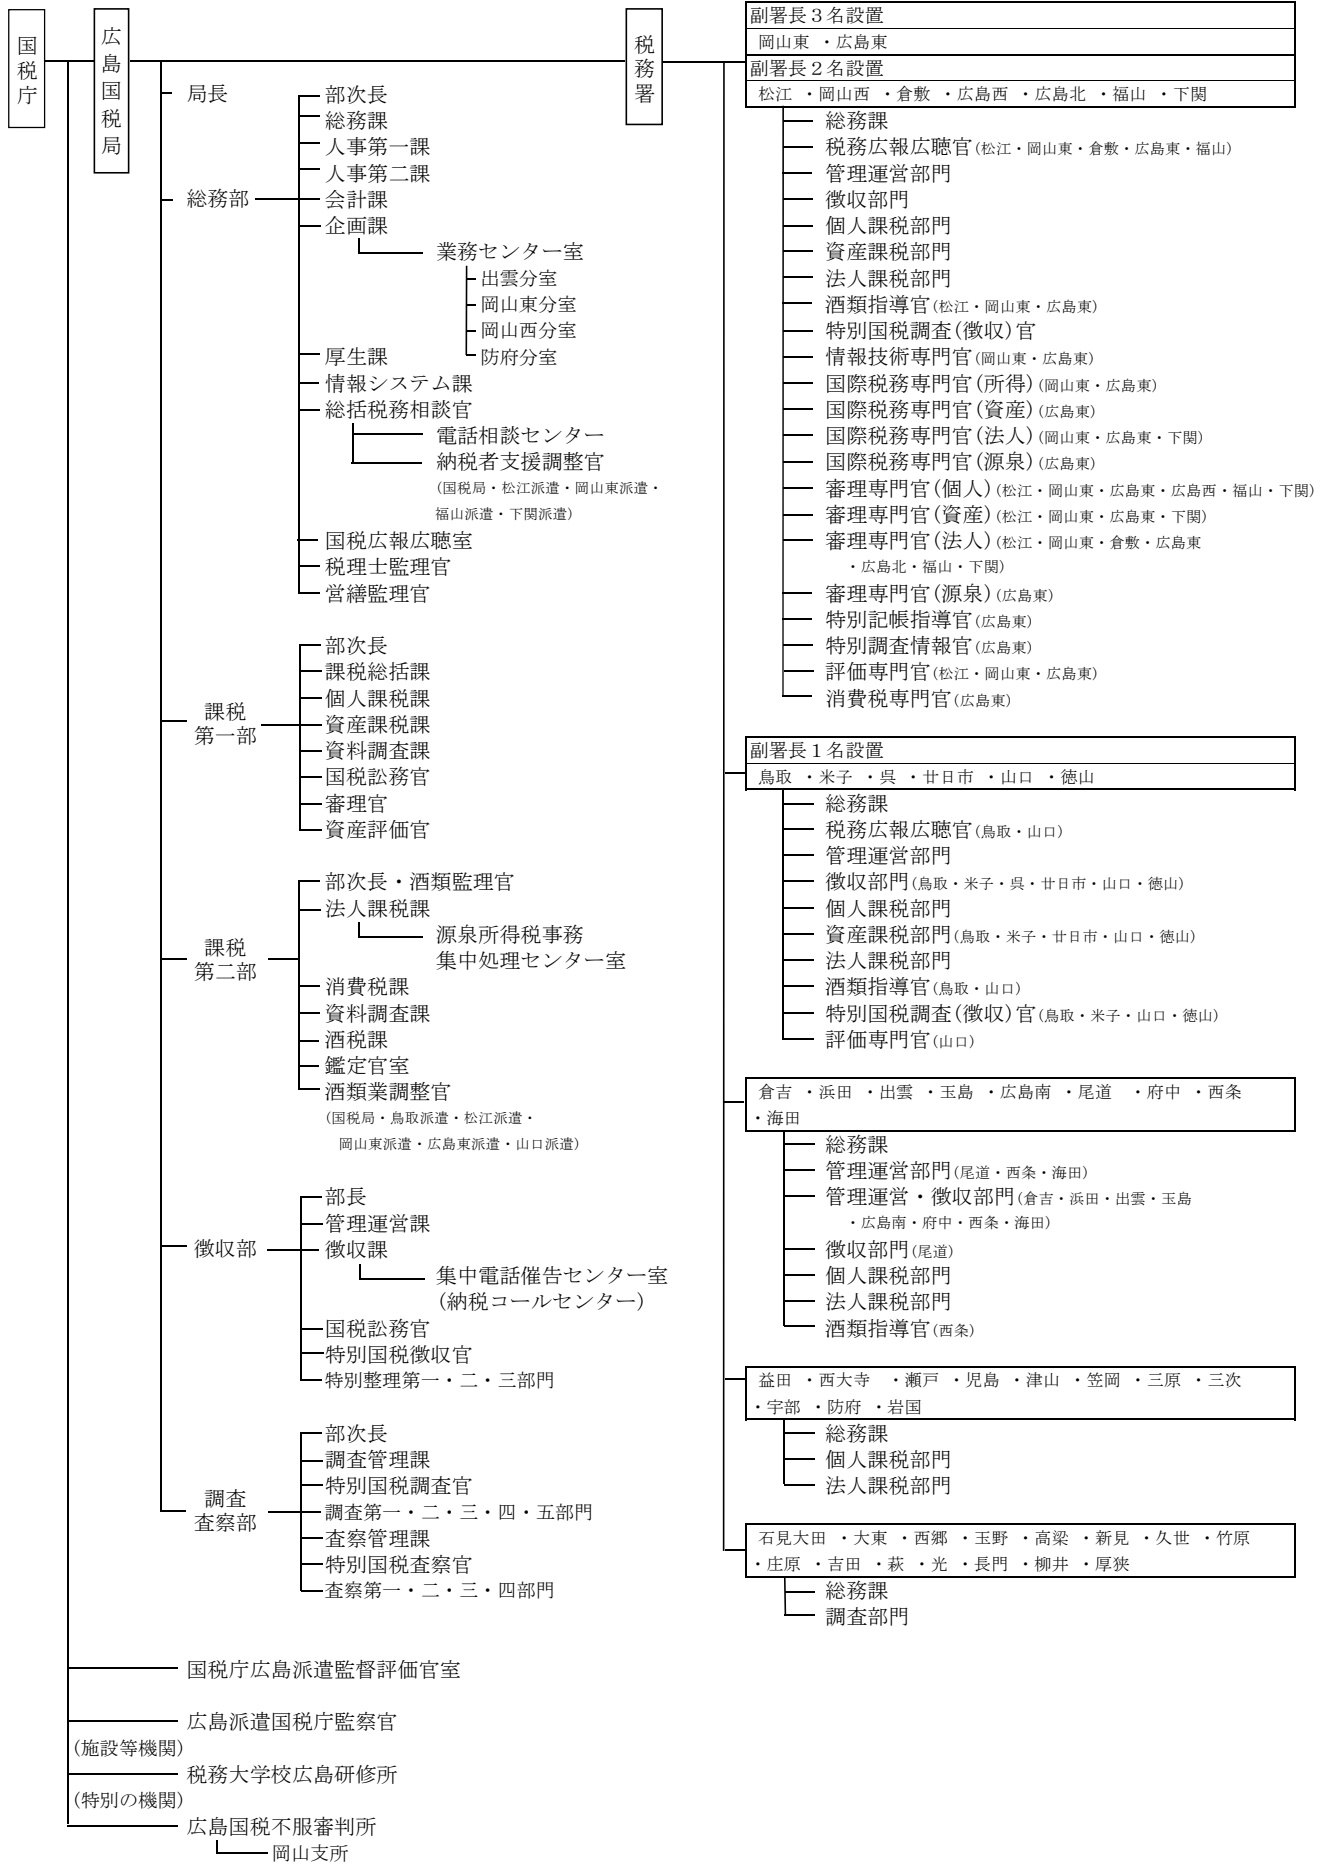 国税庁
広島国税局
局長
総務部
部次長
総務課
人事第一課
人事第二課
会計課
企画課
業務センター室
出雲分室
岡山東分室
岡山西分室
防府分室
厚生課
情報システム課
総括税務相談官
電話相談センター
納税者支援調整官
(国税局・松江派遣・岡山東派遣・
福山派遣・下関派遣)
国税広報広聴室
税理士監理官
営繕監理官
課税
第一部
部次長
課税総括課
個人課税課
資産課税課
資料調査課
国税訟務官
審理官
資産評価官
課税
第二部
部次長・酒類監理官
法人課税課
源泉所得税事務
集中処理センター室
消費税課
資料調査課
酒税課
鑑定官室
酒類業調整官
(国税局・鳥取派遣・松江派遣・
岡山東派遣・広島東派遣・山口派遣)
徴収部
部長
管理運営課
徴収課
集中電話催告センター室
(納税コールセンター)
国税訟務官
特別国税徴収官
特別整理第一・二・三部門
調査
査察部
部次長
調査管理課
特別国税調査官
調査第一・二・三・四・五部門
査察管理課
特別国税査察官
査察第一・二・三・四部門
国税庁広島派遣監督評価官室
広島派遣国税庁監察官
(施設等機関)
税務大学校広島研修所
(特別の機関)
広島国税不服審判所
岡山支所
税務署
副署長3名設置
岡山東 ・広島東
副署長2名設置
松江 ・岡山西 ・倉敷 ・広島西 ・広島北 ・福山 ・下関
総務課
税務広報広聴官(松江・岡山東・倉敷・広島東・福山)
管理運営部門
徴収部門
個人課税部門
資産課税部門
法人課税部門
酒類指導官(松江・岡山東・広島東)
特別国税調査(徴収)官
情報技術専門官(岡山東・広島東)
国際税務専門官(所得)(岡山東・広島東)
国際税務専門官(資産)(広島東)
国際税務専門官(法人)(岡山東・広島東・下関)
国際税務専門官(源泉)(広島東)
審理専門官(個人)(松江・岡山東・広島東・広島西・福山・下関)
審理専門官(資産)(松江・岡山東・広島東・下関)
審理専門官(法人)(松江・岡山東・倉敷・広島東
・広島北・福山・下関)
審理専門官(源泉)(広島東)
特別記帳指導官(広島東)
特別調査情報官(広島東)
評価専門官(松江・岡山東・広島東)
消費税専門官(広島東)
副署長1名設置
鳥取 ・米子 ・呉 ・廿日市 ・山口 ・徳山
総務課
税務広報広聴官(鳥取・山口)
管理運営部門
徴収部門(鳥取・米子・呉・廿日市・山口・徳山)
個人課税部門
資産課税部門(鳥取・米子・廿日市・山口・徳山)
法人課税部門
酒類指導官(鳥取・山口)
特別国税調査(徴収)官(鳥取・米子・山口・徳山)
評価専門官(山口)
倉吉 ・浜田 ・出雲 ・玉島 ・広島南 ・尾道 ・府中 ・西条
・海田
総務課
管理運営部門(尾道・西条・海田)
管理運営・徴収部門(倉吉・浜田・出雲・玉島
・広島南・府中・西条・海田)
徴収部門(尾道)
個人課税部門
法人課税部門
酒類指導官(西条)
益田 ・西大寺 ・瀬戸 ・児島 ・津山 ・笠岡 ・三原 ・三次
・宇部 ・防府 ・岩国
総務課
個人課税部門
法人課税部門
石見大田 ・大東 ・西郷 ・玉野 ・高梁 ・新見 ・久世 ・竹原
・庄原 ・吉田 ・萩 ・光 ・長門 ・柳井 ・厚狭
総務課
調査部門